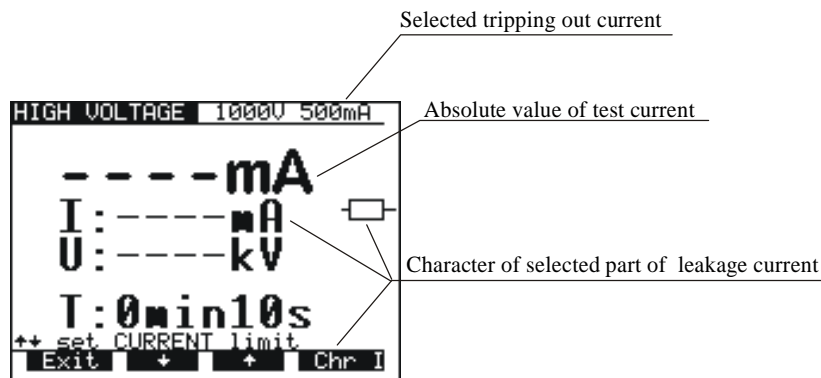 Selected tripping out current
HIGH VOLTAGE 1000V 500mA
Absolute value of test current
----mA
I:----mA
U:----kV
Character of selected part of leakage current
T:0min10s
↑↓ set CURRENT limit
Exit ↓ ↑ Chr I